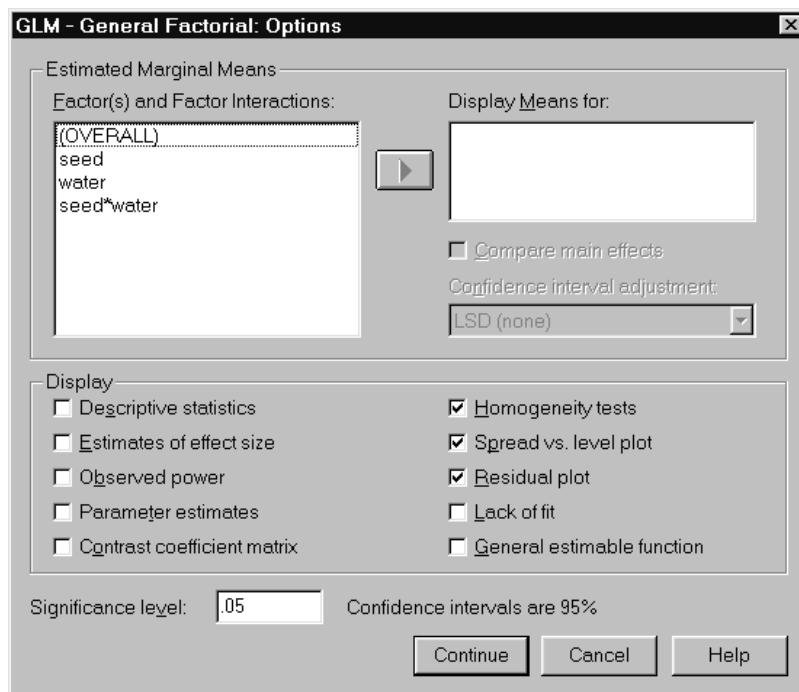 GLM - General Factorial: Options
Estimated Marginal Means
Factor(s) and Factor Interactions:
(OVERALL)
seed
water
seed*water
Display Means for:
Compare main effects
Confidence interval adjustment:
LSD (none)
Display
Descriptive statistics
Estimates of effect size
Observed power
Parameter estimates
Contrast coefficient matrix
Homogeneity tests
Spread vs. level plot
Residual plot
Lack of fit
General estimable function
Significance level: .05 Confidence intervals are 95%
Continue Cancel Help